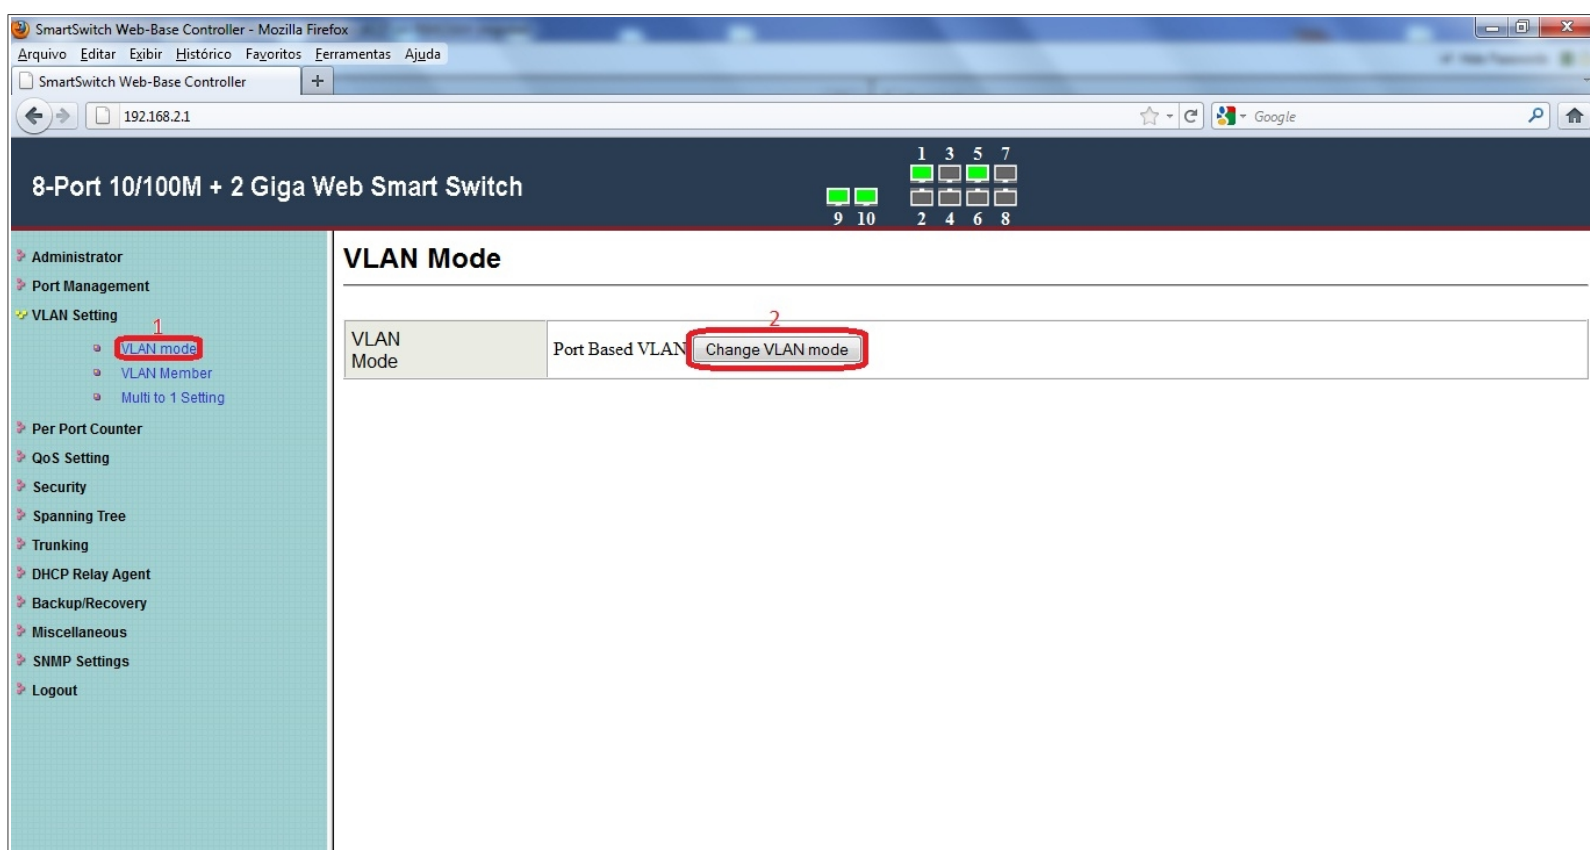 SmartSwitch Web-Base Controller - Mozilla Firefox
Arquivo Editar Exibir Histórico Favoritos Ferramentas Ajuda
SmartSwitch Web-Base Controller
192.168.2.1
Google
1 3 5 7
8-Port 10/100M + 2 Giga Web Smart Switch
9 10 2 4 6 8
Administrator
Port Management
VLAN Setting
1
VLAN mode
VLAN Member
Multi to 1 Setting
Per Port Counter
QoS Setting
Security
Spanning Tree
Trunking
DHCP Relay Agent
Backup/Recovery
Miscellaneous
SNMP Settings
Logout
VLAN Mode
2
VLAN
Mode
Port Based VLAN Change VLAN mode